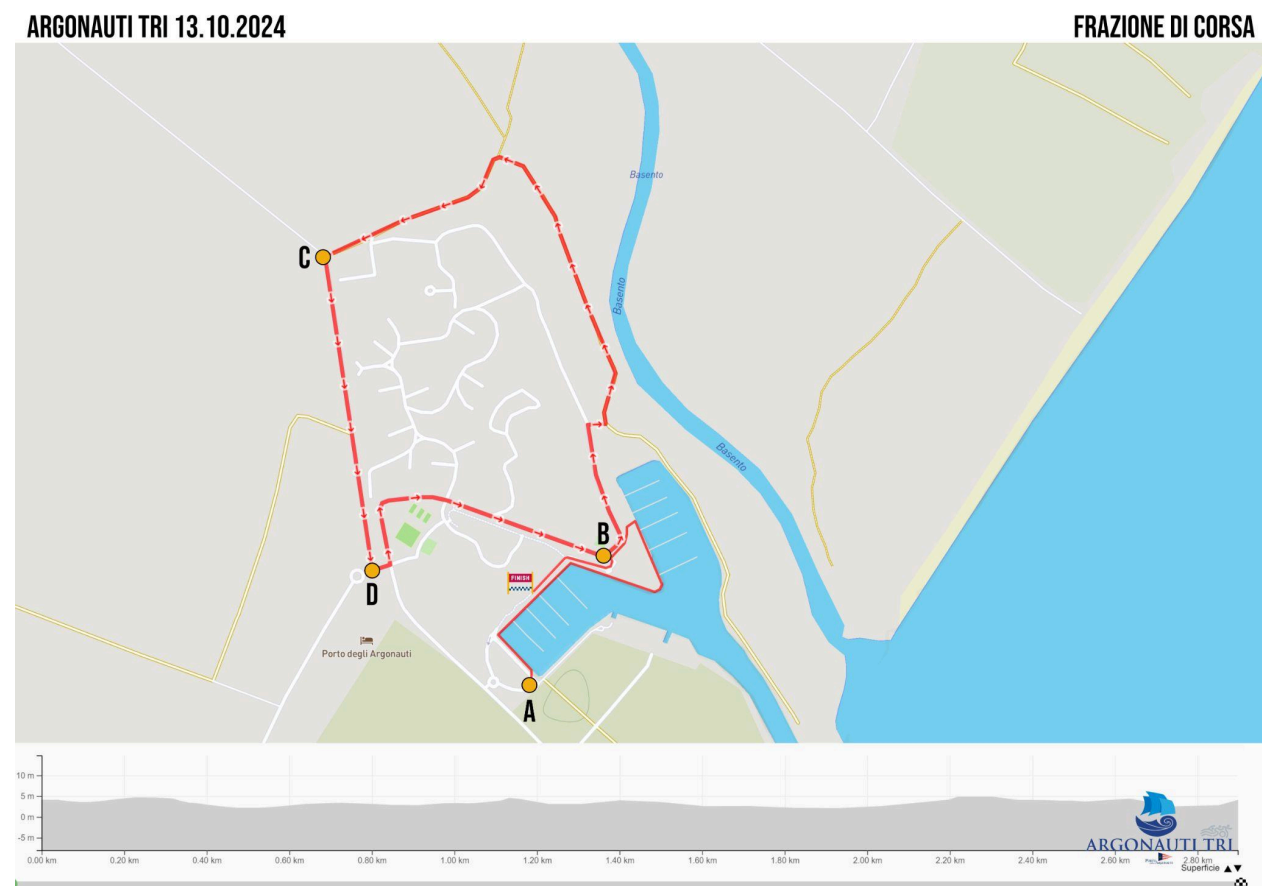 ARGONAUTI TRI 13.10.2024
FRAZIONE DI CORSA
Basento
C
Basento
Basento
B
FINISH
D
Porto degli Argonauti
A
10 m
5 m
0 m
-5 m
ARGONAUTI TRI
0.00 km 0.20 km 0.40 km 0.60 km 0.80 km 1.00 km 1.20 km 1.40 km 1.60 km 1.80 km 2.00 km 2.20 km 2.40 km 2.60 km 2.80 km
Superficie ▲▼